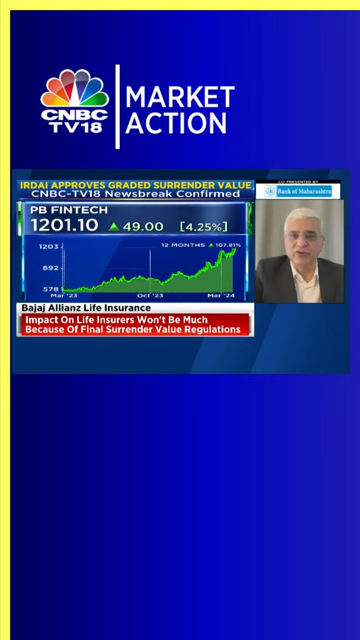 CNBC
TV18
MARKET
ACTION
IRDAI APPROVES GRADED SURRENDER VALUE
CNBC-TV18 Newsbreak Confirmed
PRESENTED BY
Bank of Maharashtra
PB FINTECH
1201.10 ▲ 49.00 [4.25%]
1203
12 MONTHS ▲ 107.81%
892
578
Mar '23 Oct '23 Mar '24
Bajaj Allianz Life Insurance
Impact On Life Insurers Won't Be Much
Because Of Final Surrender Value Regulations